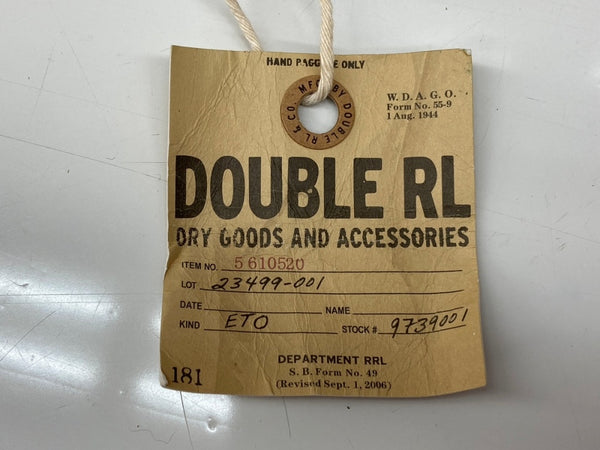 HAND BAGGAGE ONLY
MFG. BY DOUBLE RL & CO.
W. D. A. G. O.
Form No. 55-9
1 Aug. 1944
DOUBLE RL
DRY GOODS AND ACCESSORIES
ITEM NO. 5610520
LOT 23499-001
DATE NAME
KIND ETO STOCK # 9739001
DEPARTMENT RRL
S. B. Form No. 49
(Revised Sept. 1, 2006)
181